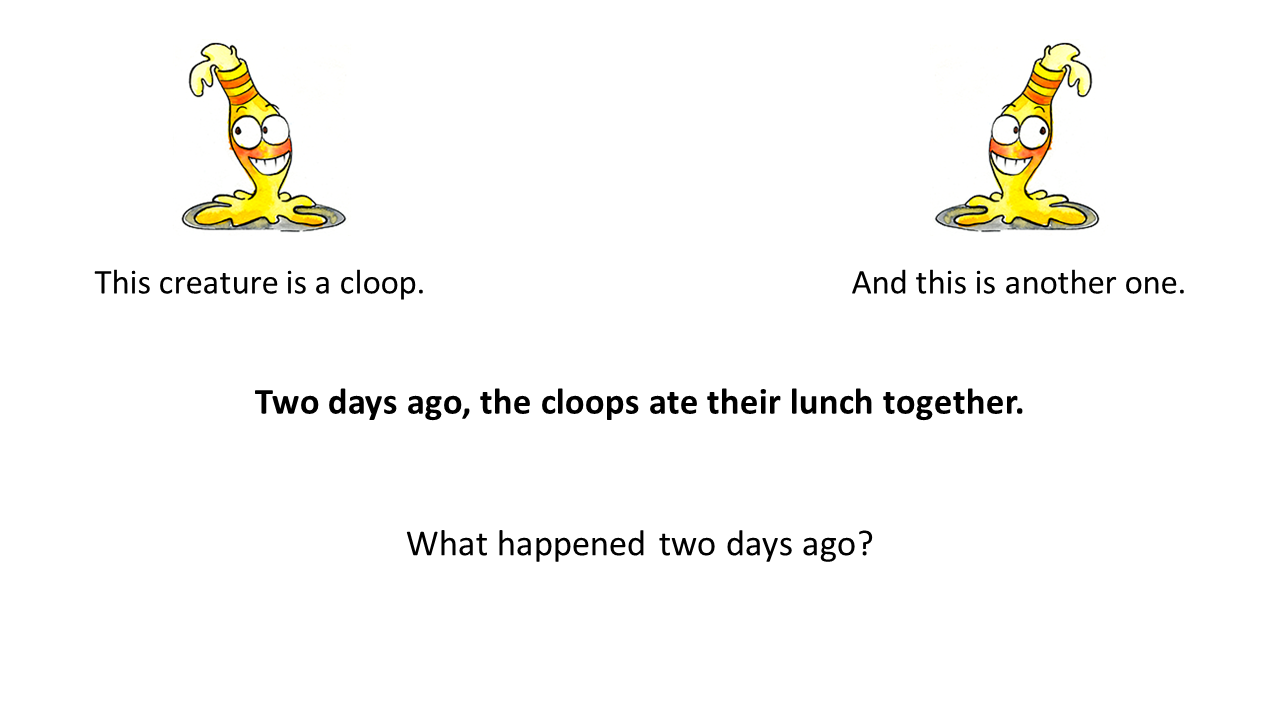 This creature is a cloop.
And this is another one.
Two days ago, the cloops ate their lunch together.
What happened two days ago?